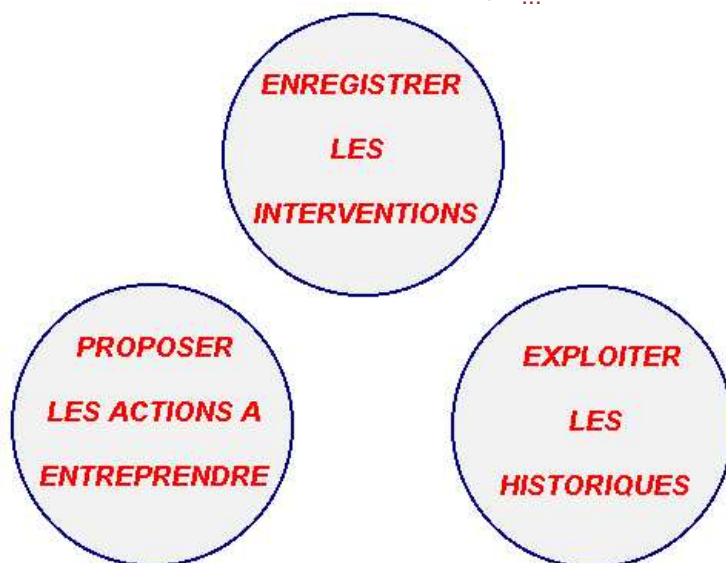 ...
ENREGISTRER
LES
INTERVENTIONS
PROPOSER
LES ACTIONS A
ENTREPRENDRE
EXPLOITER
LES
HISTORIQUES